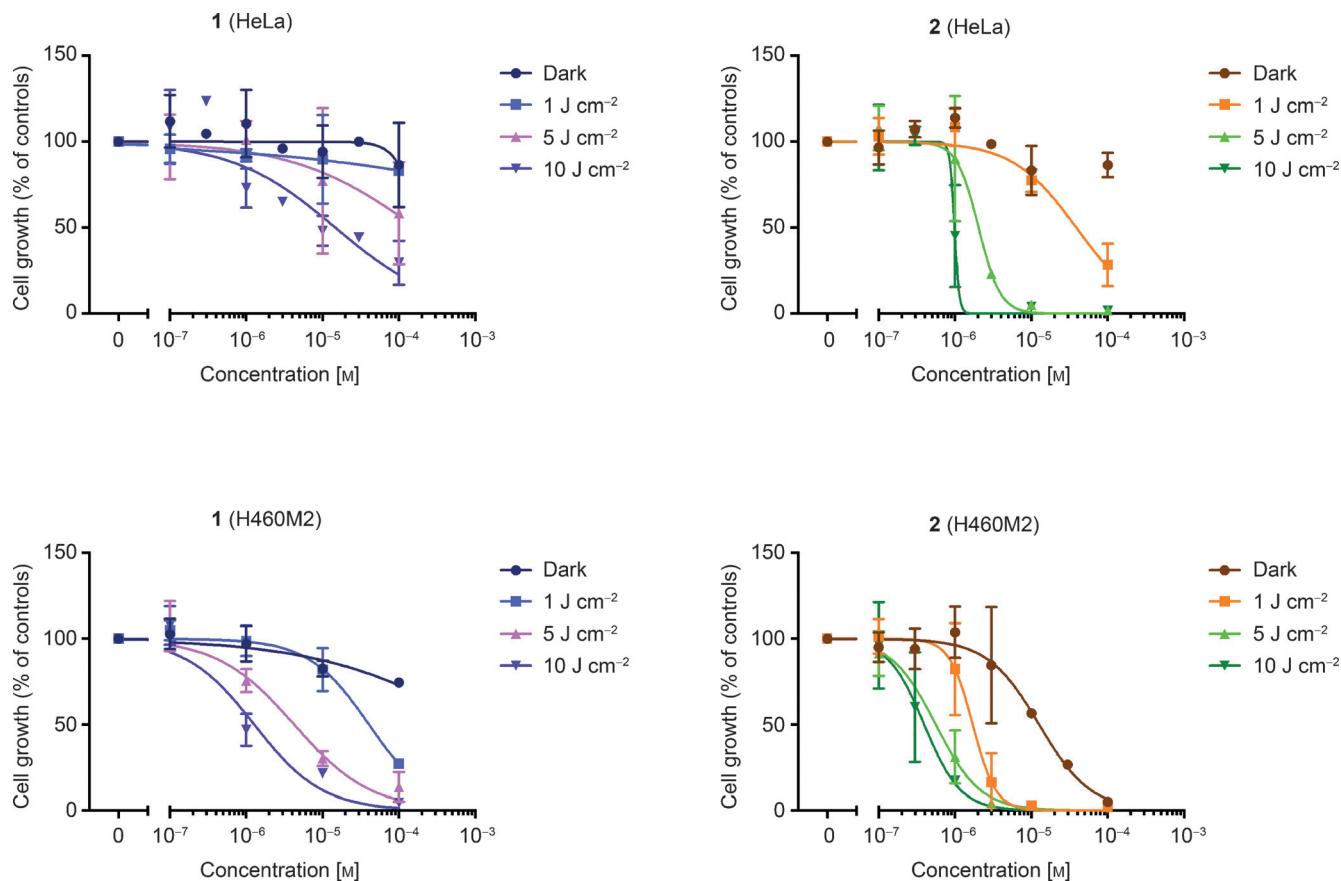 1 (HeLa)
Cell growth (% of controls)
150
100
50
0
0
10⁻⁷
10⁻⁶
10⁻⁵
10⁻⁴
10⁻³
Concentration [M]
Dark
1 J cm⁻²
5 J cm⁻²
10 J cm⁻²
2 (HeLa)
Cell growth (% of controls)
150
100
50
0
0
10⁻⁷
10⁻⁶
10⁻⁵
10⁻⁴
10⁻³
Concentration [M]
Dark
1 J cm⁻²
5 J cm⁻²
10 J cm⁻²
1 (H460M2)
Cell growth (% of controls)
150
100
50
0
0
10⁻⁷
10⁻⁶
10⁻⁵
10⁻⁴
10⁻³
Concentration [M]
Dark
1 J cm⁻²
5 J cm⁻²
10 J cm⁻²
2 (H460M2)
Cell growth (% of controls)
150
100
50
0
0
10⁻⁷
10⁻⁶
10⁻⁵
10⁻⁴
10⁻³
Concentration [M]
Dark
1 J cm⁻²
5 J cm⁻²
10 J cm⁻²